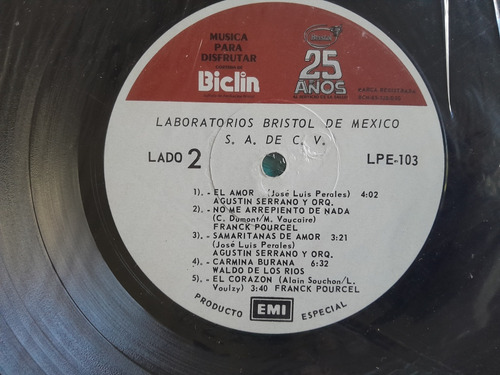 MUSICA
PARA
DISFRUTAR
Biclin
Bristol
25
AÑOS
MARCA REGISTRADA
LABORATORIOS BRISTOL DE MEXICO
S. A. DE C. V.
LADO 2
LPE-103
1). - EL AMOR (José Luis Perales) 4:02
AGUSTIN SERRANO Y ORQ.
2). - NO ME ARREPIENTO DE NADA
(C. Dumont/M. Vaucaire)
FRANCK POURCEL
3). - SAMARITANAS DE AMOR 3:21
(José Luis Perales)
AGUSTIN SERRANO Y ORQ.
4). - CARMINA BURANA 6:32
WALDO DE LOS RIOS
5). - EL CORAZON (Alain Souchon/L.
Voulzy) 3:40 FRANCK POURCEL
PRODUCTO EMI ESPECIAL